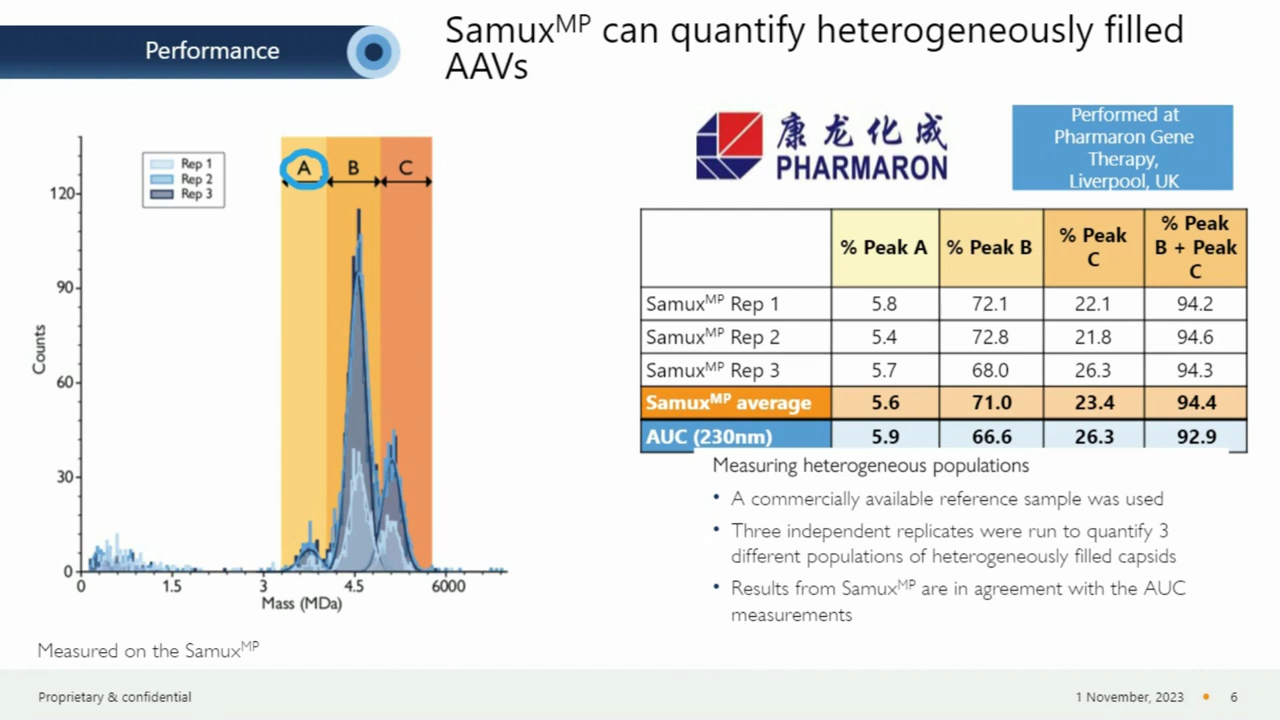 Performance
Samuxᴹᴾ can quantify heterogeneously filled
AAVs
Rep 1
Rep 2
Rep 3
A B C
120
90
60
30
0
Counts
0 1.5 3 4.5 6000
Mass (MDa)
Measured on the Samuxᴹᴾ
康龙化成
PHARMARON
Performed at
Pharmaron Gene
Therapy,
Liverpool, UK
% Peak A % Peak B % Peak C % Peak B + Peak C
Samuxᴹᴾ Rep 1 5.8 72.1 22.1 94.2
Samuxᴹᴾ Rep 2 5.4 72.8 21.8 94.6
Samuxᴹᴾ Rep 3 5.7 68.0 26.3 94.3
Samuxᴹᴾ average 5.6 71.0 23.4 94.4
AUC (230nm) 5.9 66.6 26.3 92.9
Measuring heterogeneous populations
• A commercially available reference sample was used
• Three independent replicates were run to quantify 3
different populations of heterogeneously filled capsids
• Results from Samuxᴹᴾ are in agreement with the AUC
measurements
Proprietary & confidential
1 November, 2023 • 6